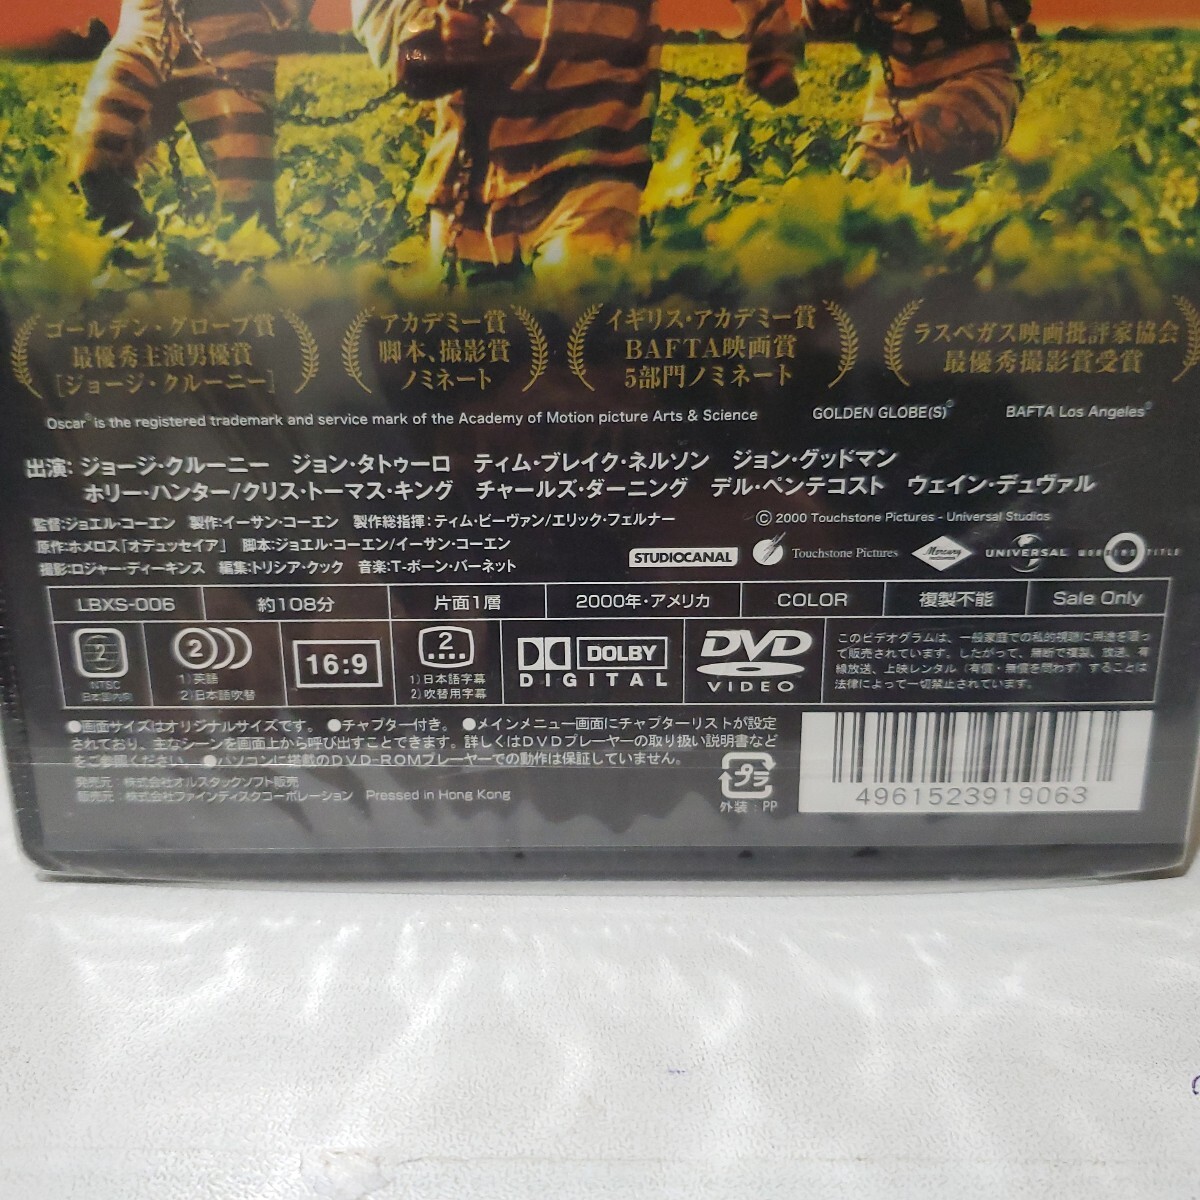 ゴールデン・グローブ賞
最優秀主演男優賞
[ジョージ・クルーニー]
アカデミー賞
脚本、撮影賞
ノミネート
イギリス・アカデミー賞
BAFTA映画賞
5部門ノミネート
ラスベガス映画批評家協会
最優秀撮影賞受賞
Oscar® is the registered trademark and service mark of the Academy of Motion picture Arts & Science GOLDEN GLOBE(S)® BAFTA Los Angeles®
出演：ジョージ・クルーニー ジョン・タトゥーロ ティム・ブレイク・ネルソン ジョン・グッドマン
ホリー・ハンター/クリス・トーマス・キング チャールズ・ダーニング デル・ペンテコスト ウェイン・デュヴァル
監督：ジョエル・コーエン 製作：イーサン・コーエン 製作総指揮：ティム・ビーヴァン/エリック・フェルナー
© 2000 Touchstone Pictures - Universal Studios
原作：ホメロス「オデュッセイア」 脚本：ジョエル・コーエン/イーサン・コーエン
撮影：ロジャー・ディーキンス 編集：トリシア・クック 音楽：T-ボーン・バーネット
STUDIOCANAL Touchstone Pictures Mercury UNIVERSAL WORKING TITLE
LBXS-006 約108分 片面1層 2000年・アメリカ COLOR 複製不能 Sale Only
2
NTSC
日本国内向
2
1)英語
2)日本語吹替
16:9
2
1)日本語字幕
2)吹替用字幕
DOLBY
DIGITAL
DVD
VIDEO
このビデオグラムは、一般家庭での私的視聴に用途を限っ
て販売されています。したがって、無断で複製、放送、有
線放送、上映レンタル（有償・無償を問わず）することは
法律によって一切禁止されています。
●画面サイズはオリジナルサイズです。 ●チャプター付き。 ●メインメニュー画面にチャプターリストが設定
されており、主なシーンを画面上から呼び出すことできます。詳しくはDVDプレーヤーの取り扱い説明書など
をご参照ください。 ●パソコンに搭載のDVD-ROMプレーヤーでの動作は保証していません。
発売元：株式会社オルスタックソフト販売
販売元：株式会社ファインディスクコーポレーション Pressed in Hong Kong
プラ
外装：PP
4961523919063